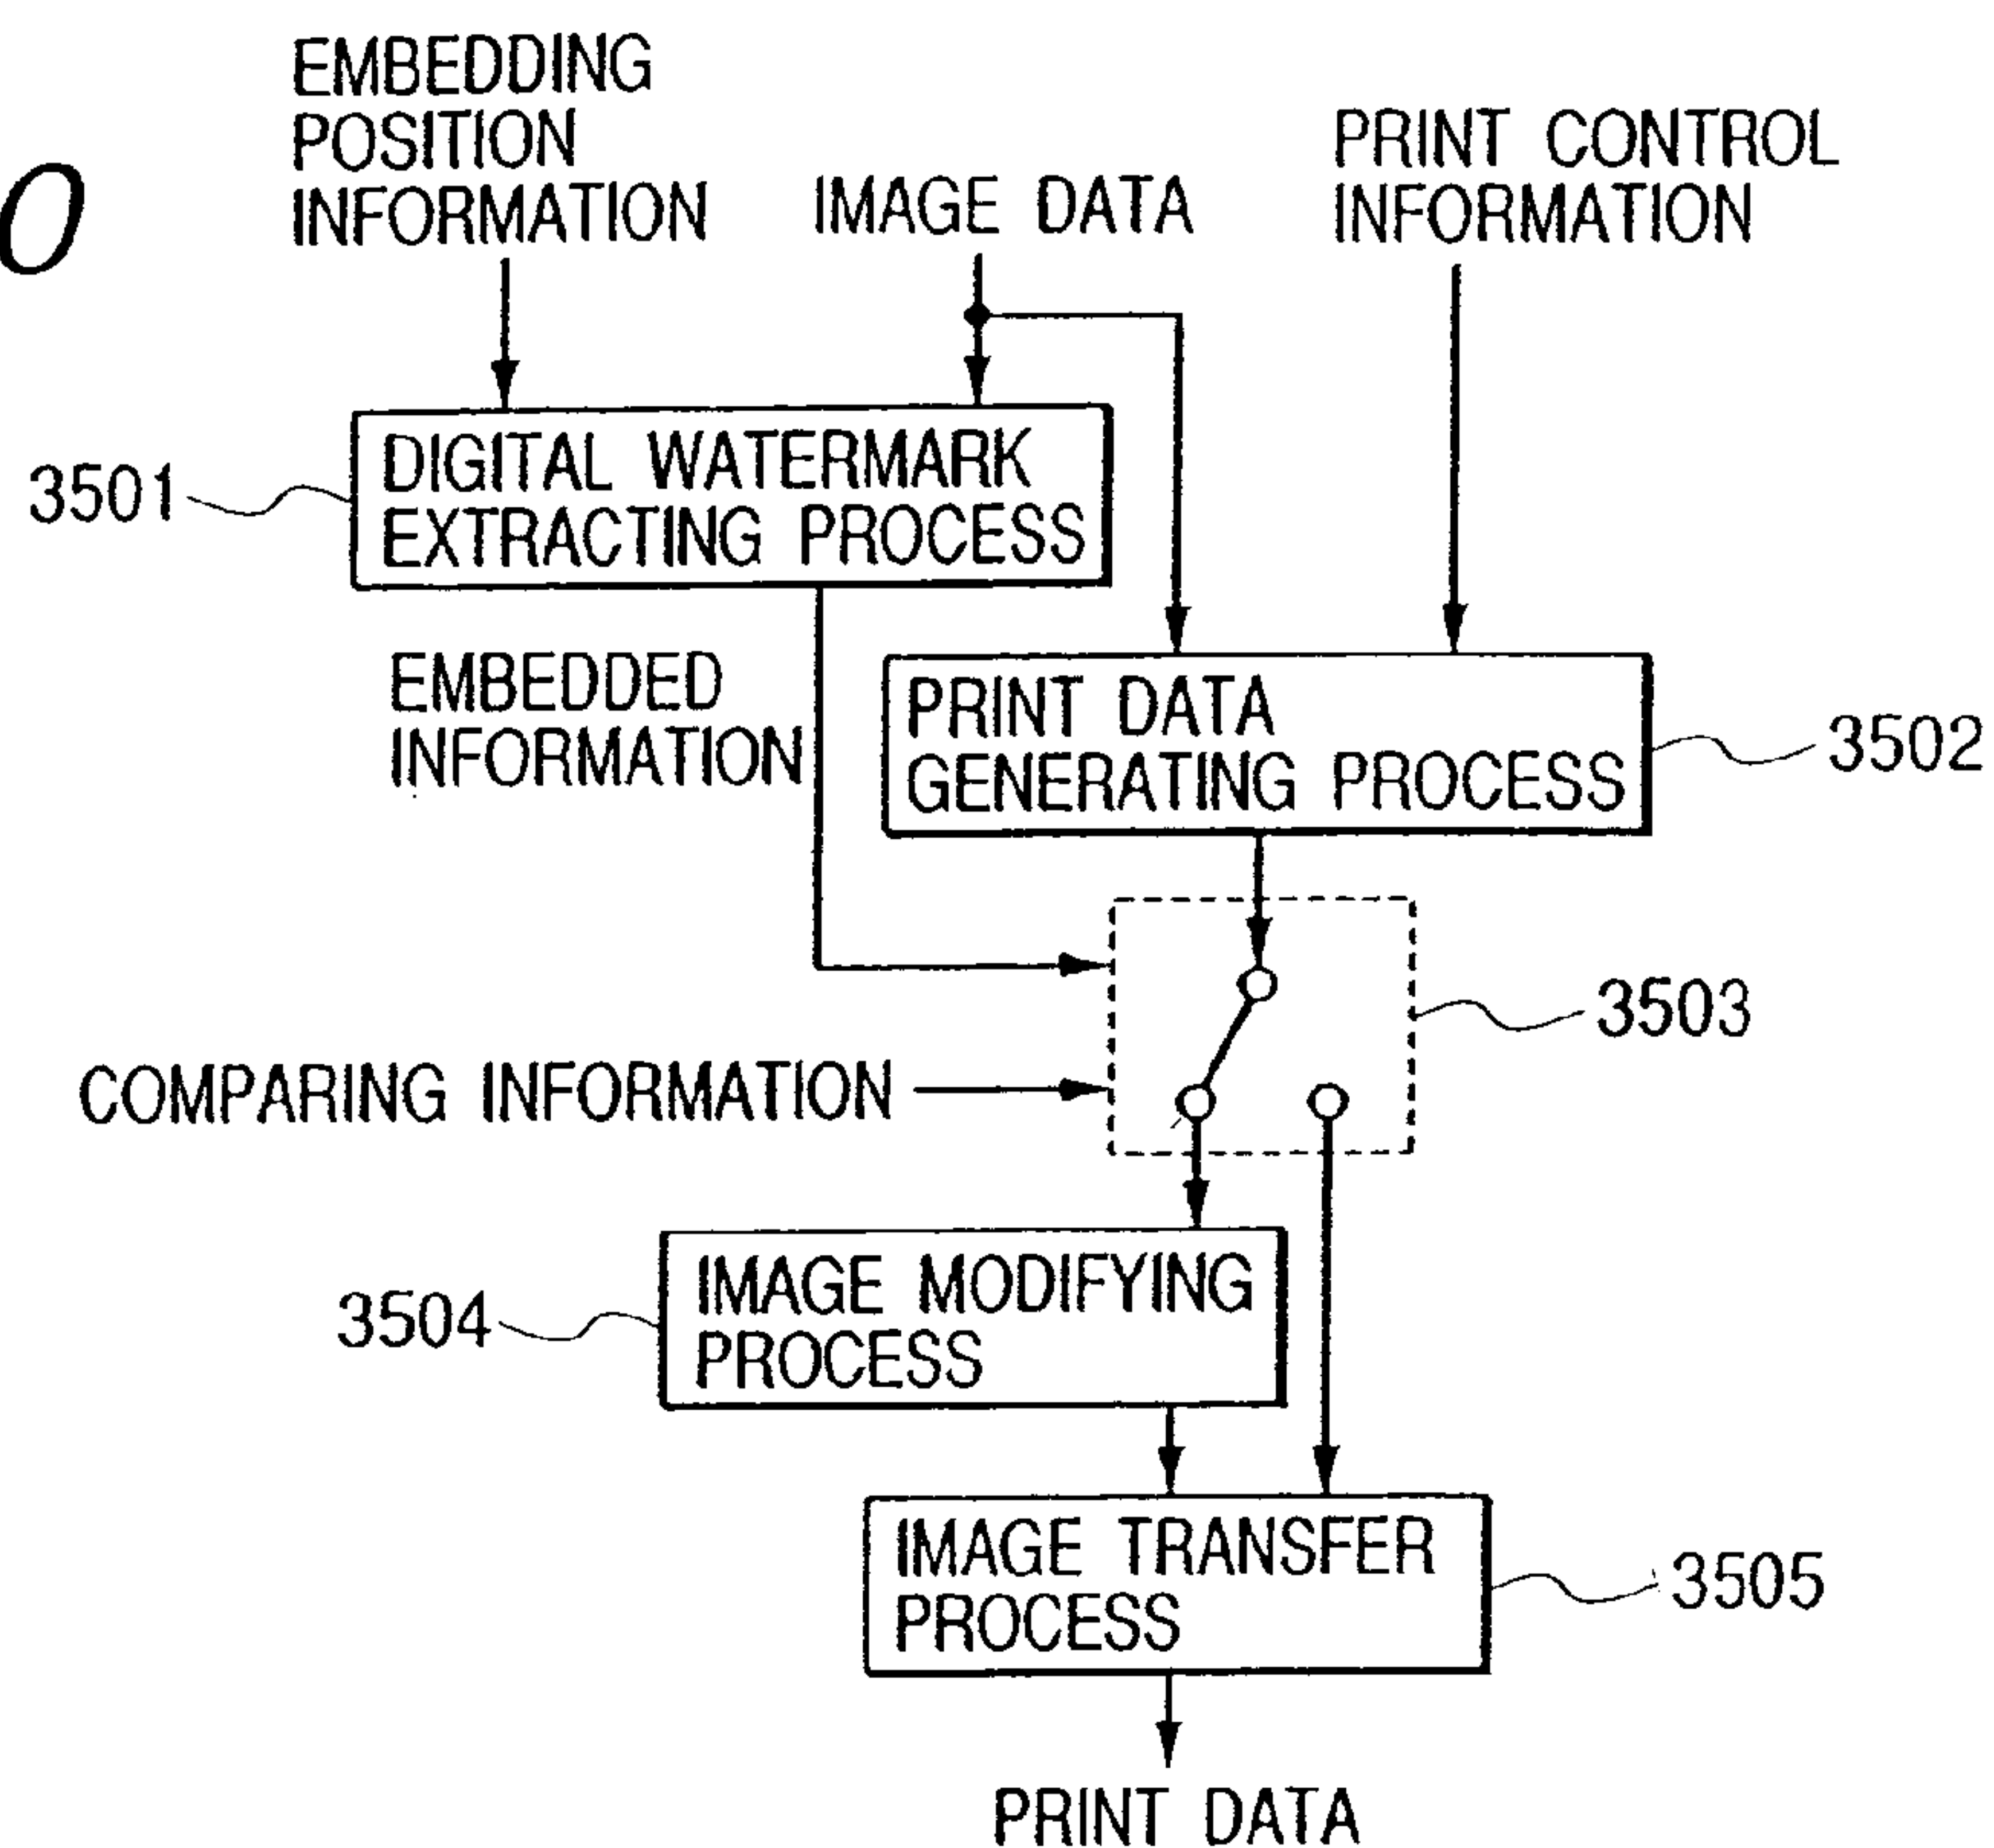 0
EMBEDDING
POSITION
INFORMATION
IMAGE DATA
PRINT CONTROL
INFORMATION
3501
DIGITAL WATERMARK
EXTRACTING PROCESS
EMBEDDED
INFORMATION
PRINT DATA
GENERATING PROCESS
3502
3503
COMPARING INFORMATION
3504
IMAGE MODIFYING
PROCESS
IMAGE TRANSFER
PROCESS
3505
PRINT DATA